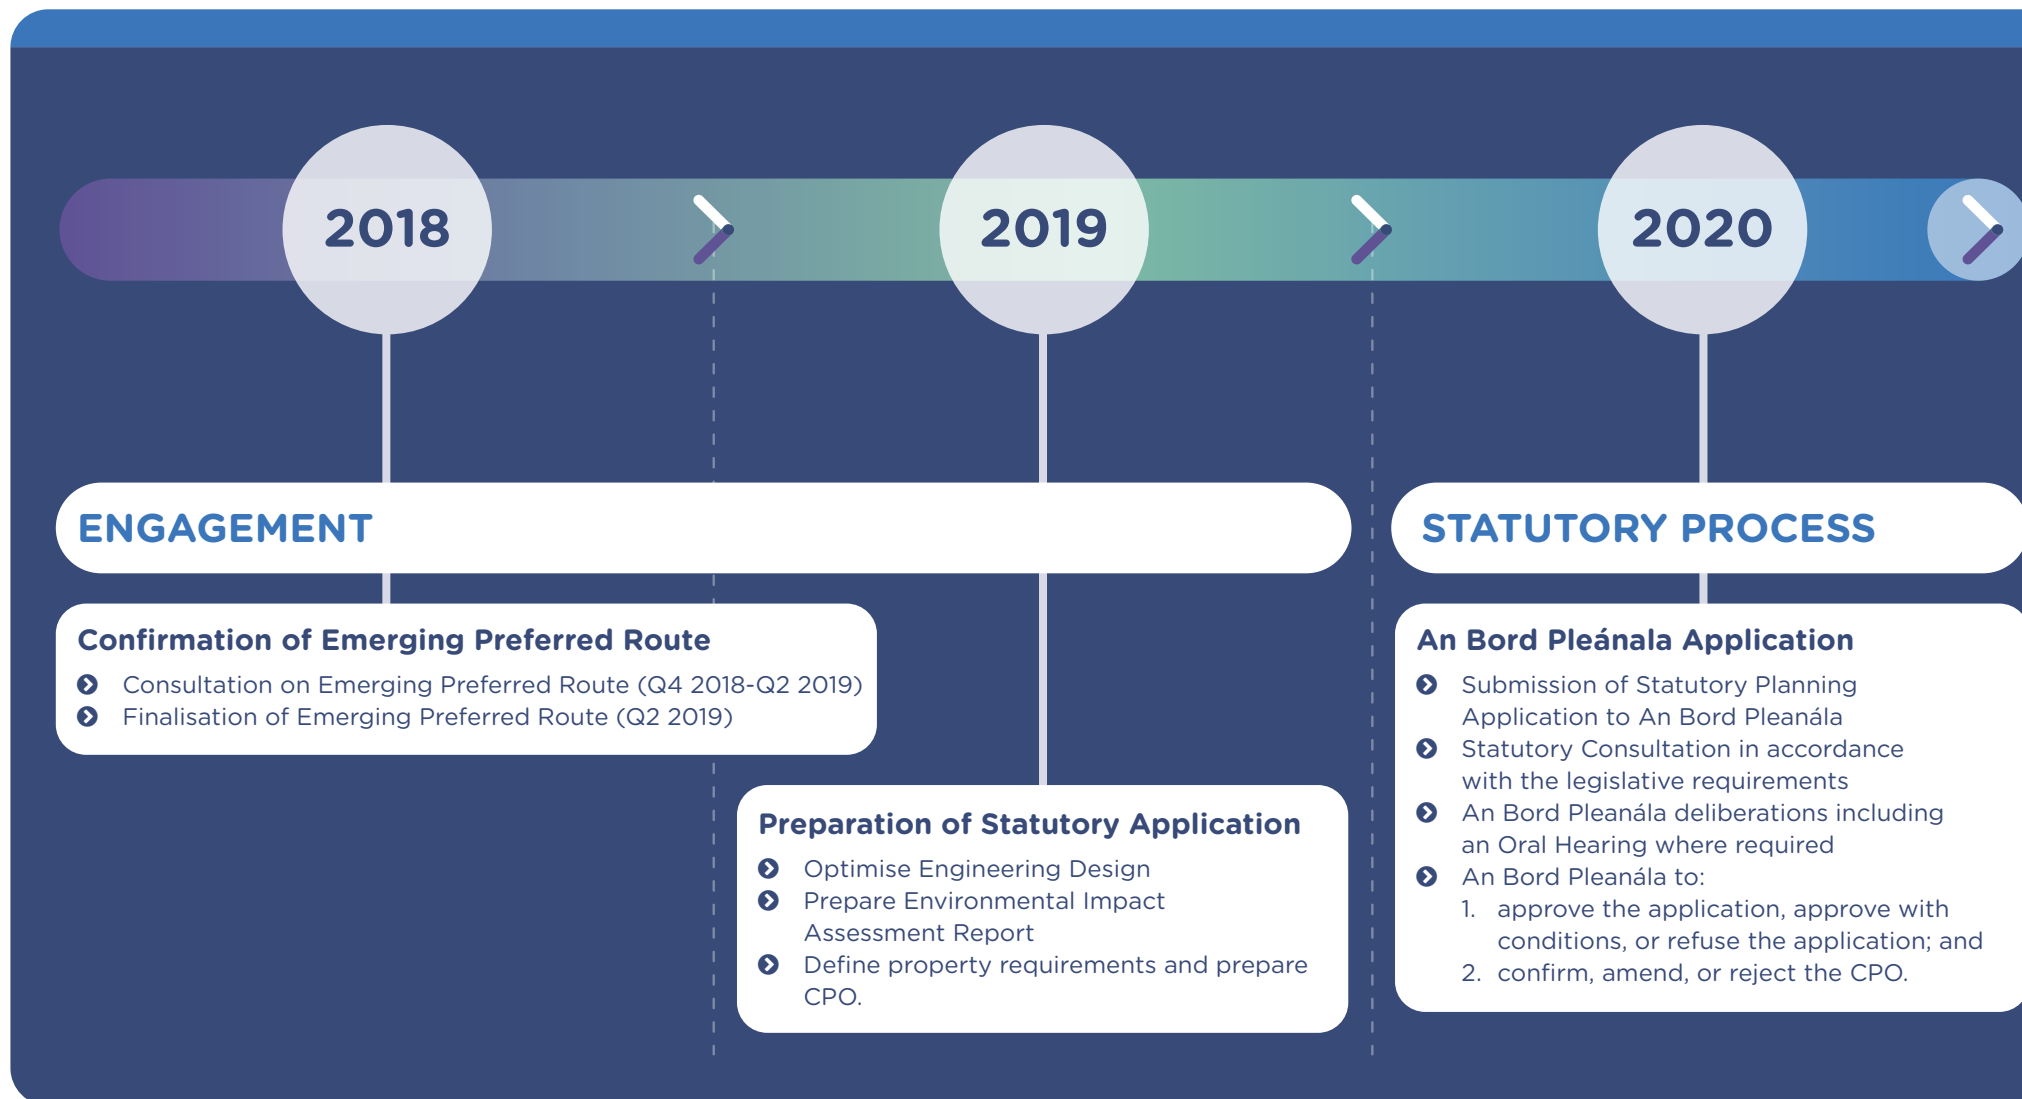 2018
2019
2020
ENGAGEMENT
STATUTORY PROCESS
Confirmation of Emerging Preferred Route
Consultation on Emerging Preferred Route (Q4 2018-Q2 2019)
Finalisation of Emerging Preferred Route (Q2 2019)
Preparation of Statutory Application
Optimise Engineering Design
Prepare Environmental Impact
Assessment Report
Define property requirements and prepare
CPO.
An Bord Pleánala Application
Submission of Statutory Planning
Application to An Bord Pleanála
Statutory Consultation in accordance
with the legislative requirements
An Bord Pleanála deliberations including
an Oral Hearing where required
An Bord Pleanála to:
1. approve the application, approve with
conditions, or refuse the application; and
2. confirm, amend, or reject the CPO.